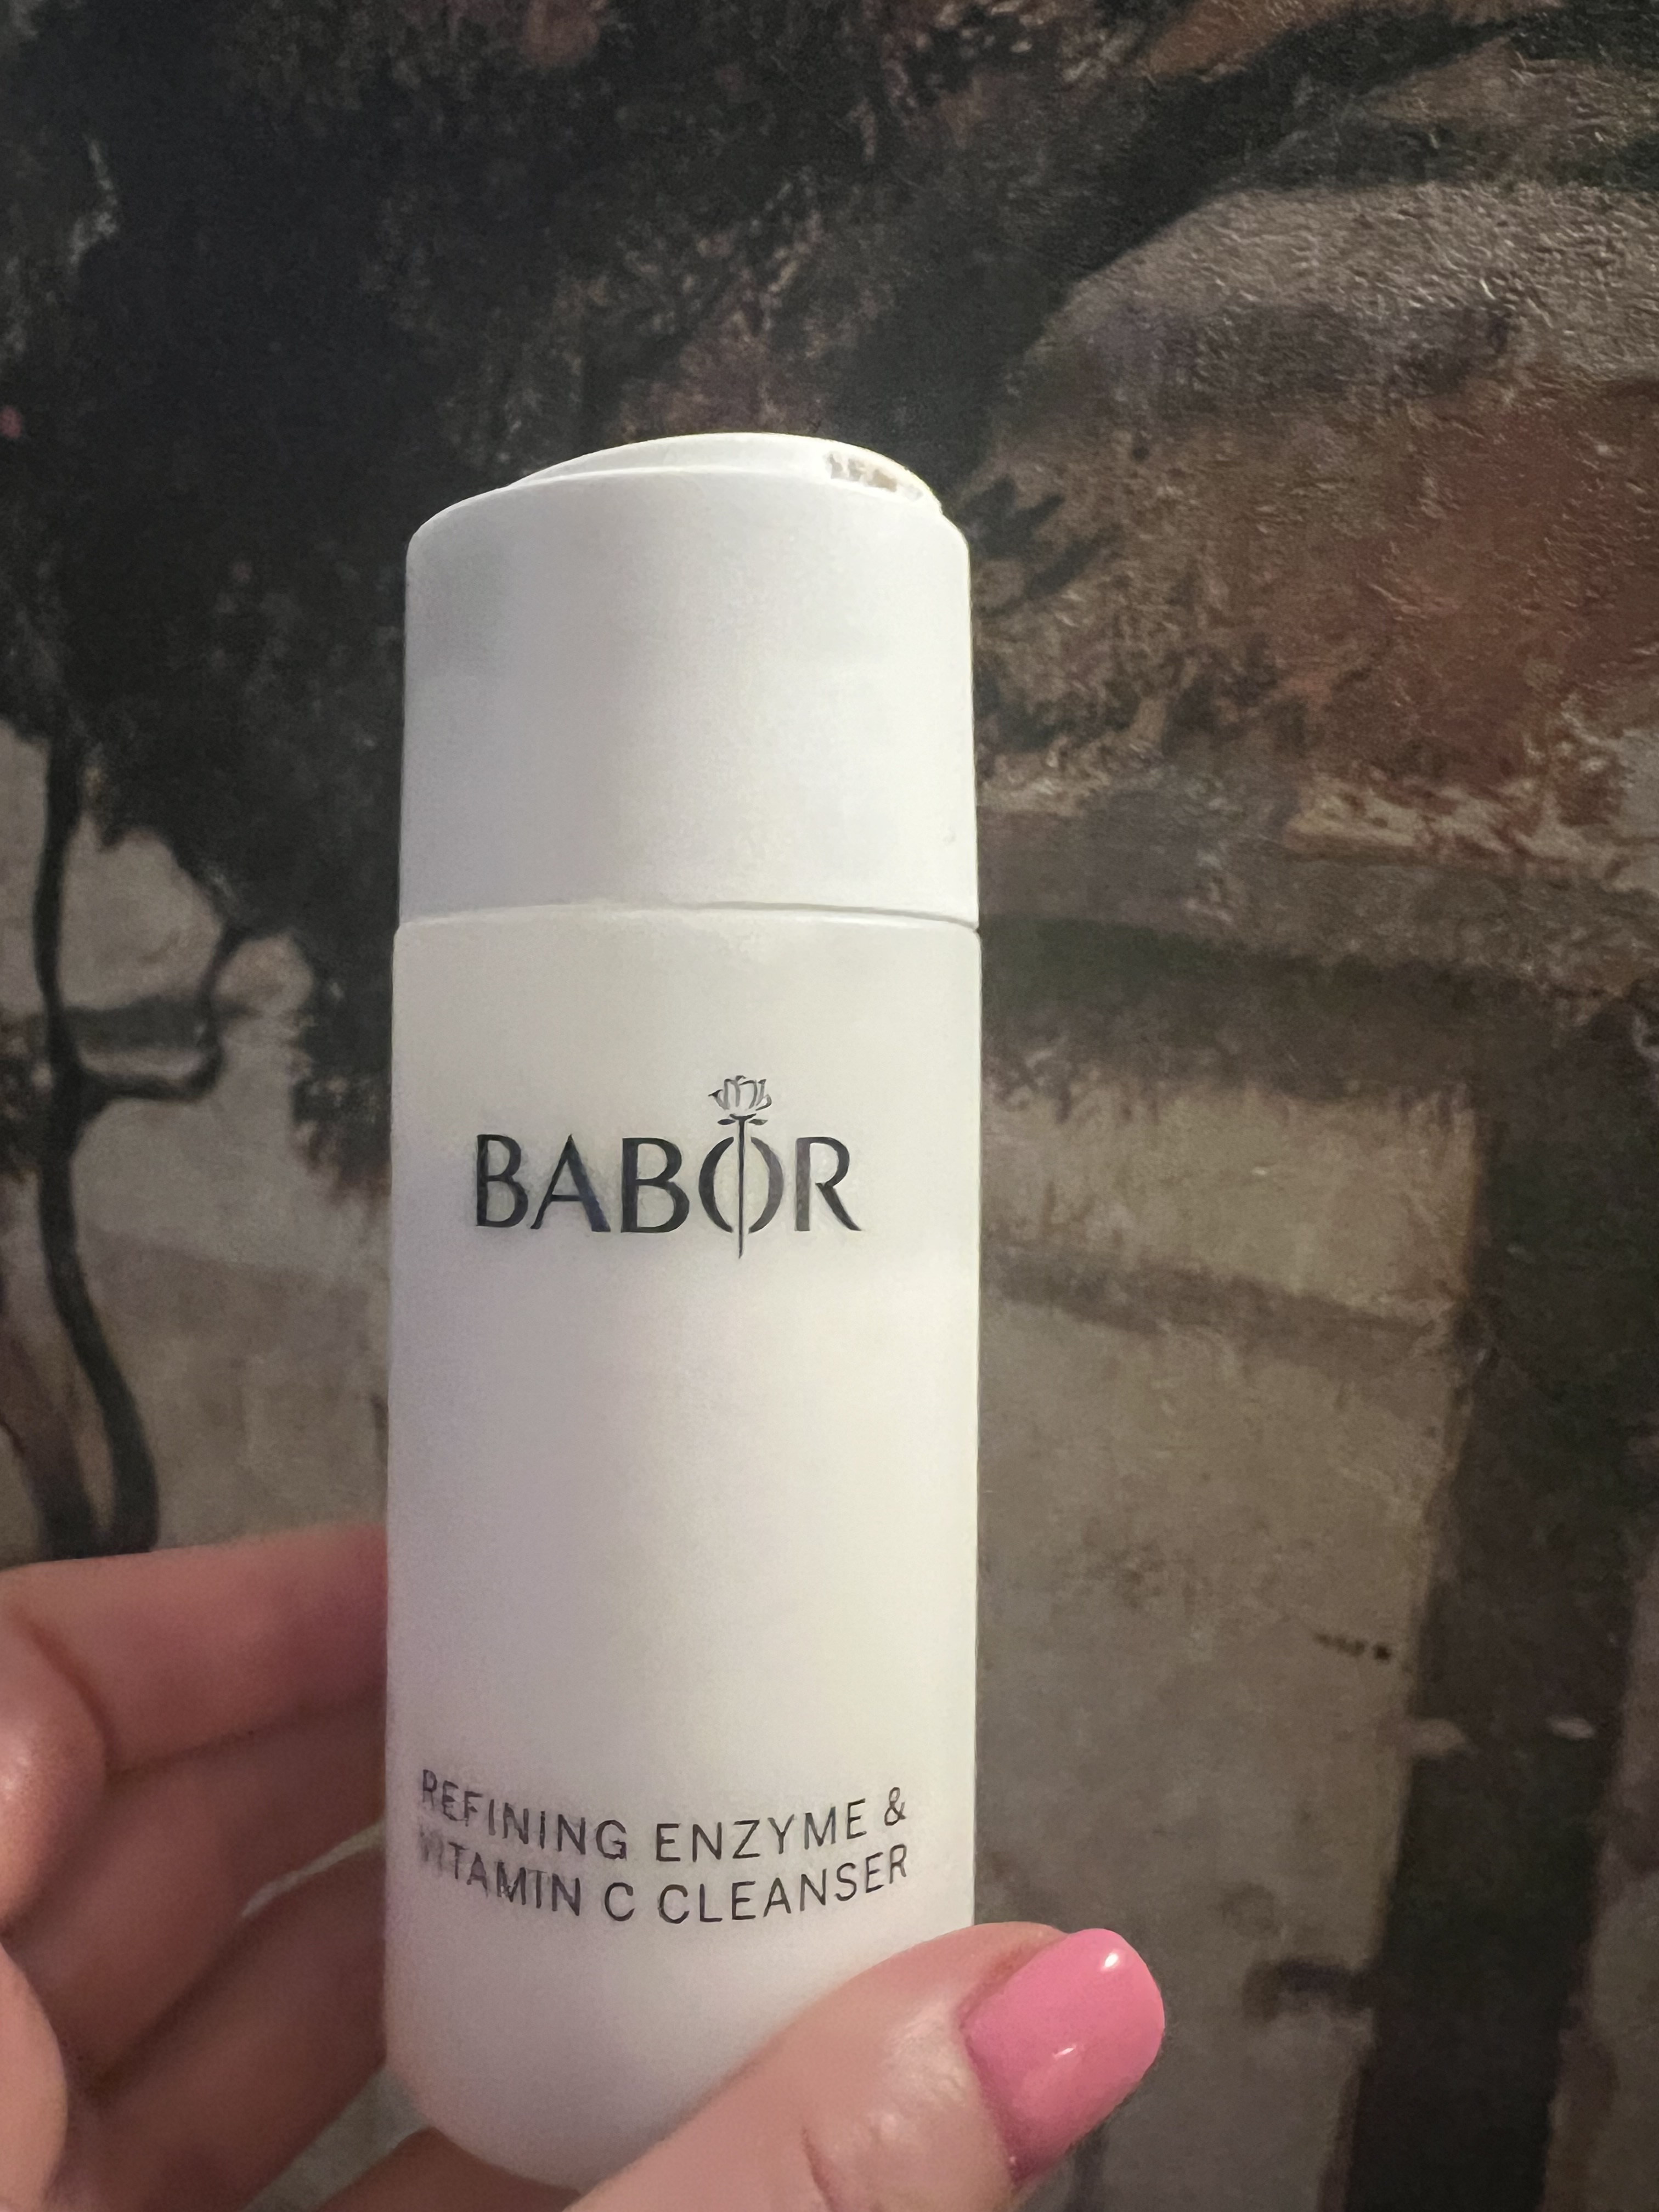 BABOR
REFINING ENZYME &
VITAMIN C CLEANSER